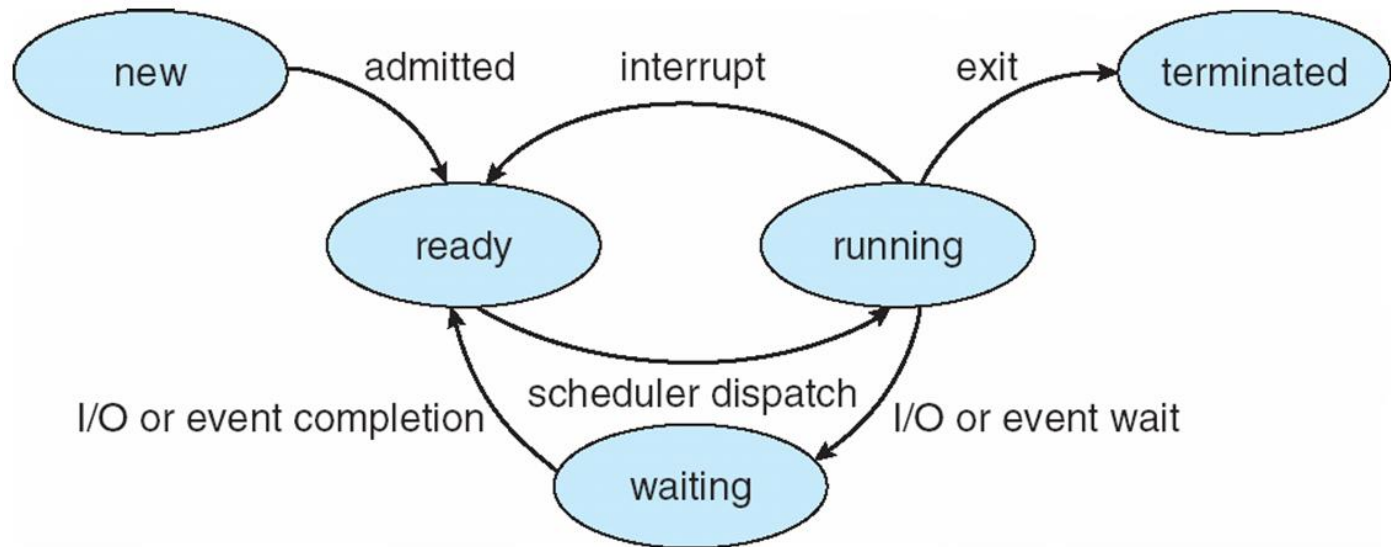 new
admitted
interrupt
exit
terminated
ready
running
scheduler dispatch
I/O or event completion
I/O or event wait
waiting